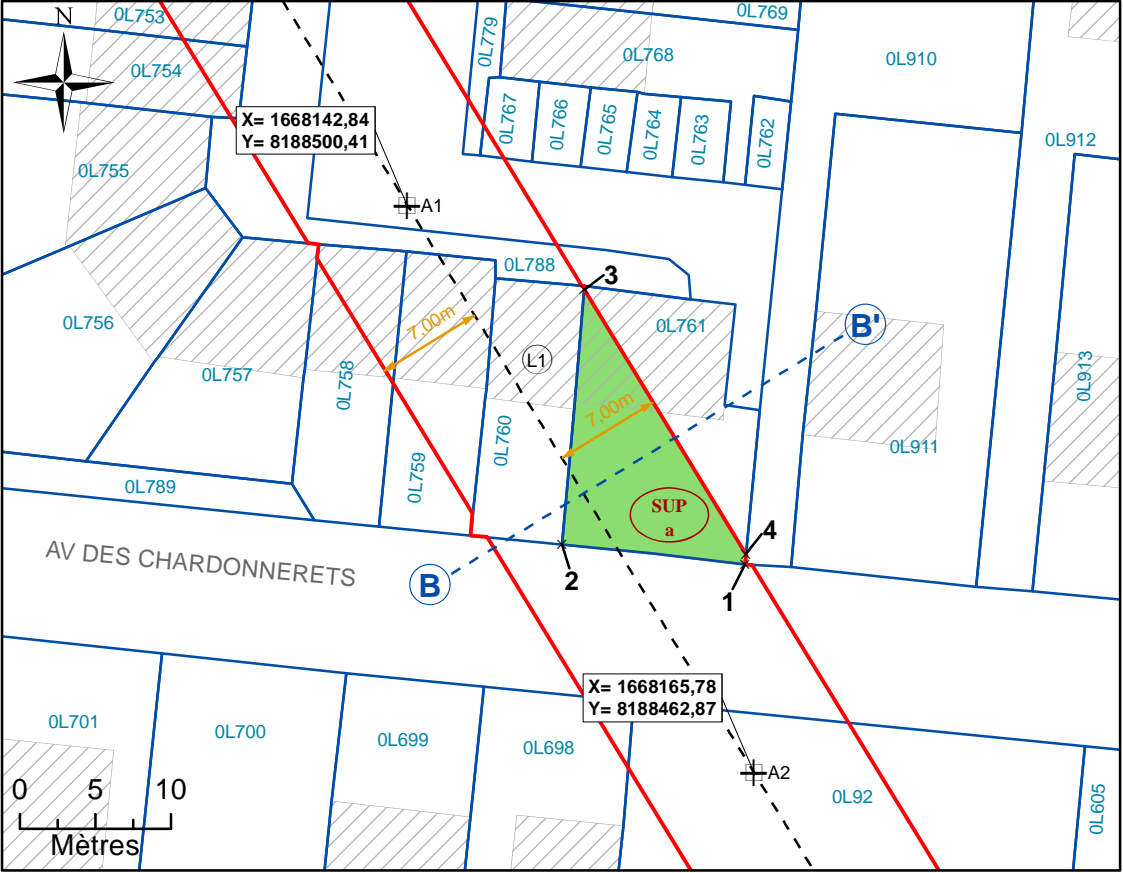 0L753
N
0L754
0L779
0L769
0L768
0L910
0L767
0L766
0L765
0L764
0L763
0L762
0L912
X= 1668142,84
Y= 8188500,41
0L755
A1
0L788
3
0L756
7,00m
0L761
B'
L1
0L757
0L758
0L913
7,00m
0L760
0L911
0L759
0L789
SUP
a
4
AV DES CHARDONNERETS
B
2
1
X= 1668165,78
Y= 8188462,87
0L701
0L700
0L699
0L698
A2
0L92
0L605
0 5 10
Mètres